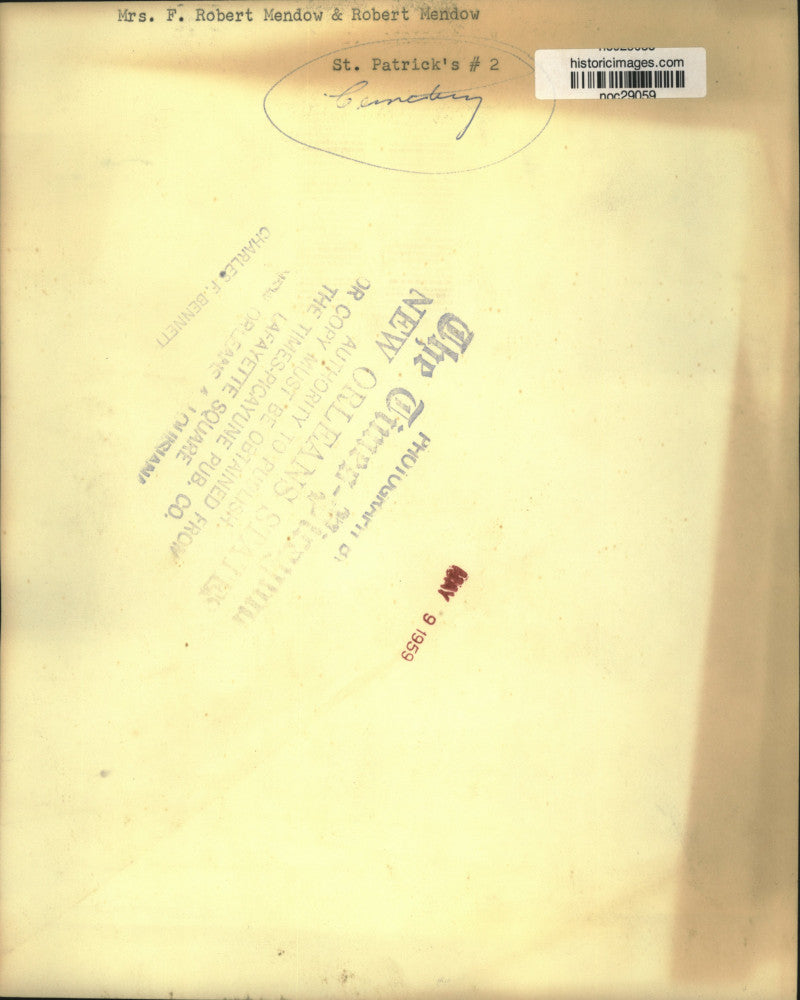 Mrs. F. Robert Mendow & Robert Mendow
St. Patrick's # 2
Cemetery
historicimages.com
noc29059
PHOTOGRAPH BY
The Times-Picayune
NEW ORLEANS STATES
AUTHORITY TO PUBLISH
OR COPY MUST BE OBTAINED FROM
THE TIMES-PICAYUNE PUB. CO.
LAFAYETTE SQUARE
NEW ORLEANS LOUISIANA
CHARLES F. BENNETT
MAY 9 1959